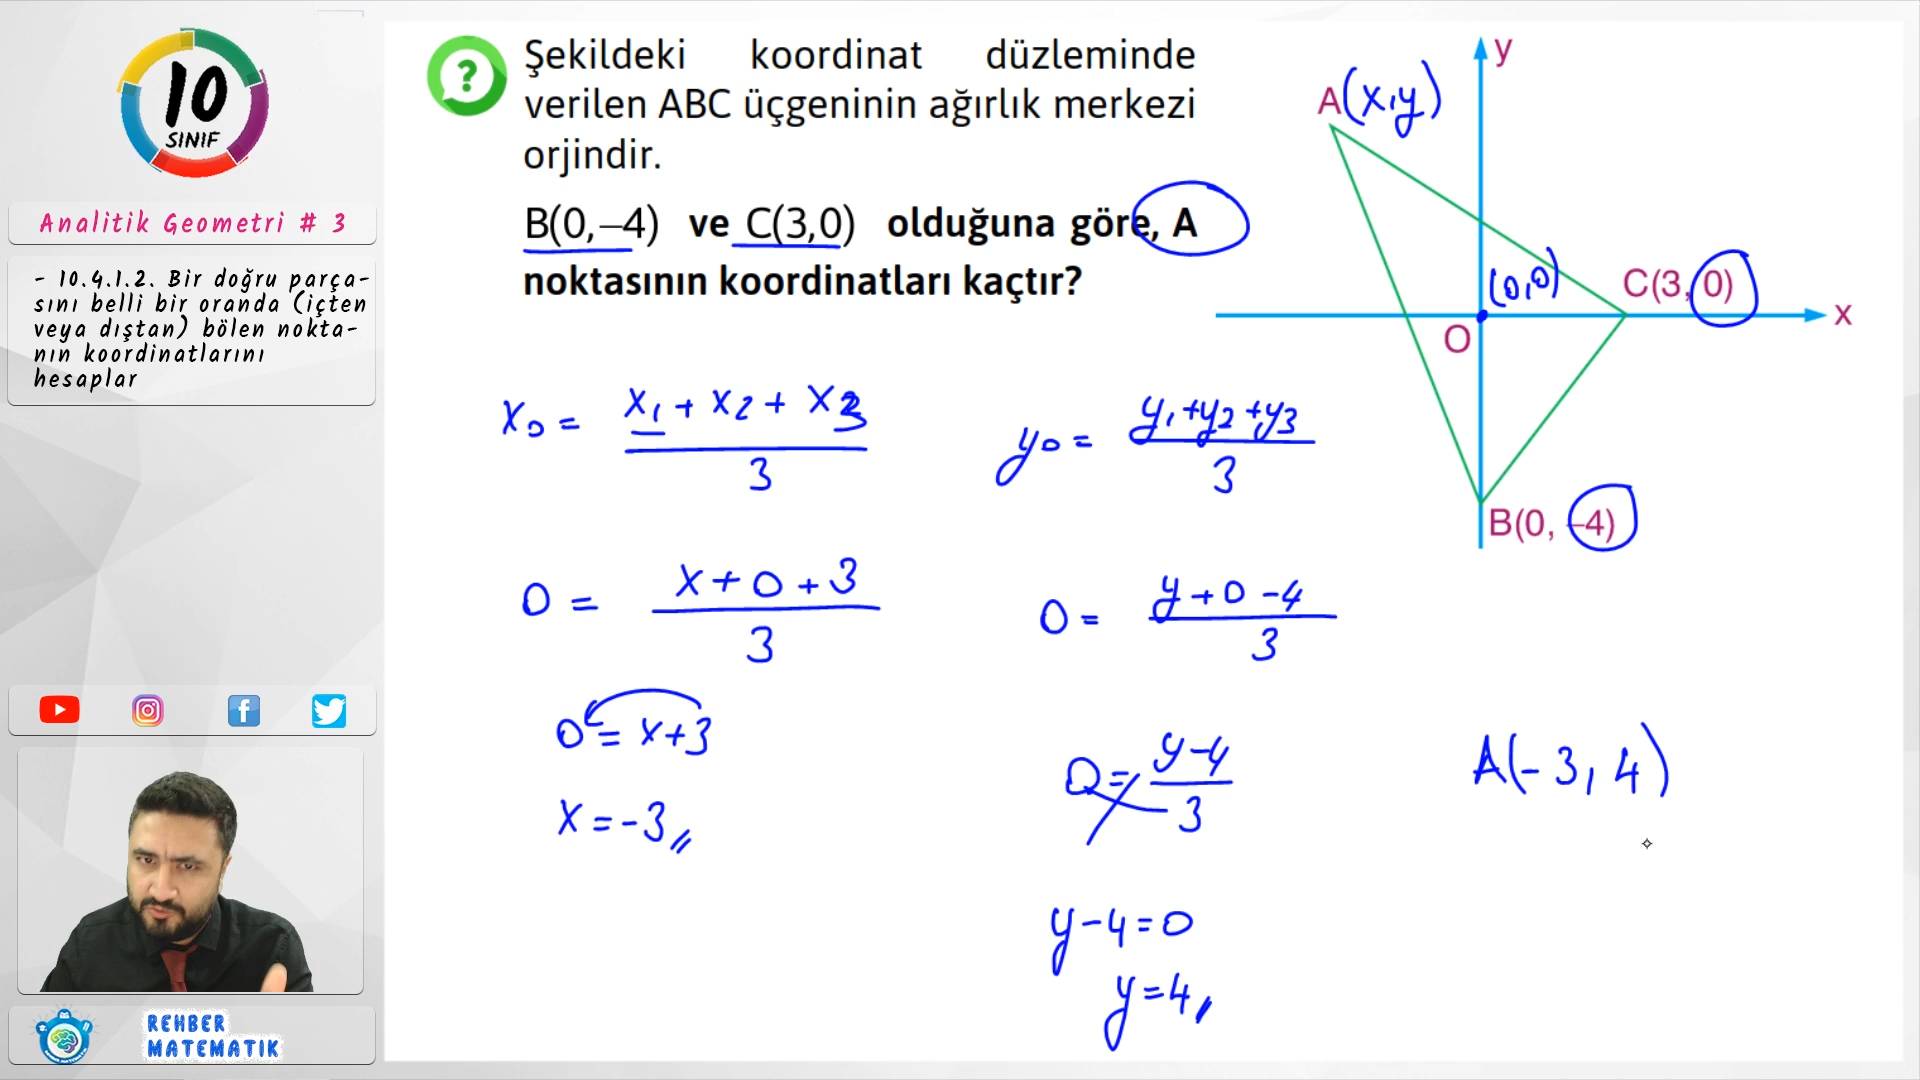 10
SINIF
Analitik Geometri # 3
- 10.4.1.2. Bir doğru parça-
sını belli bir oranda (içten
veya dıştan) bölen nokta-
nın koordinatlarını
hesaplar
REHBER
MATEMATIK
?
Şekildeki koordinat düzleminde
verilen ABC üçgeninin ağırlık merkezi
orjindir.
B(0,–4) ve C(3,0) olduğuna göre, A
noktasının koordinatları kaçtır?
y
A(x,y)
(0,0)
C(3, 0)
x
O
B(0, –4)
x₀ = x₁ + x₂ + x₃ / 3
y₀ = y₁ + y₂ + y₃ / 3
0 = x + 0 + 3 / 3
0 = y + 0 - 4 / 3
0 = x + 3
x = -3
0 = y - 4 / 3
y - 4 = 0
y = 4
A(-3, 4)